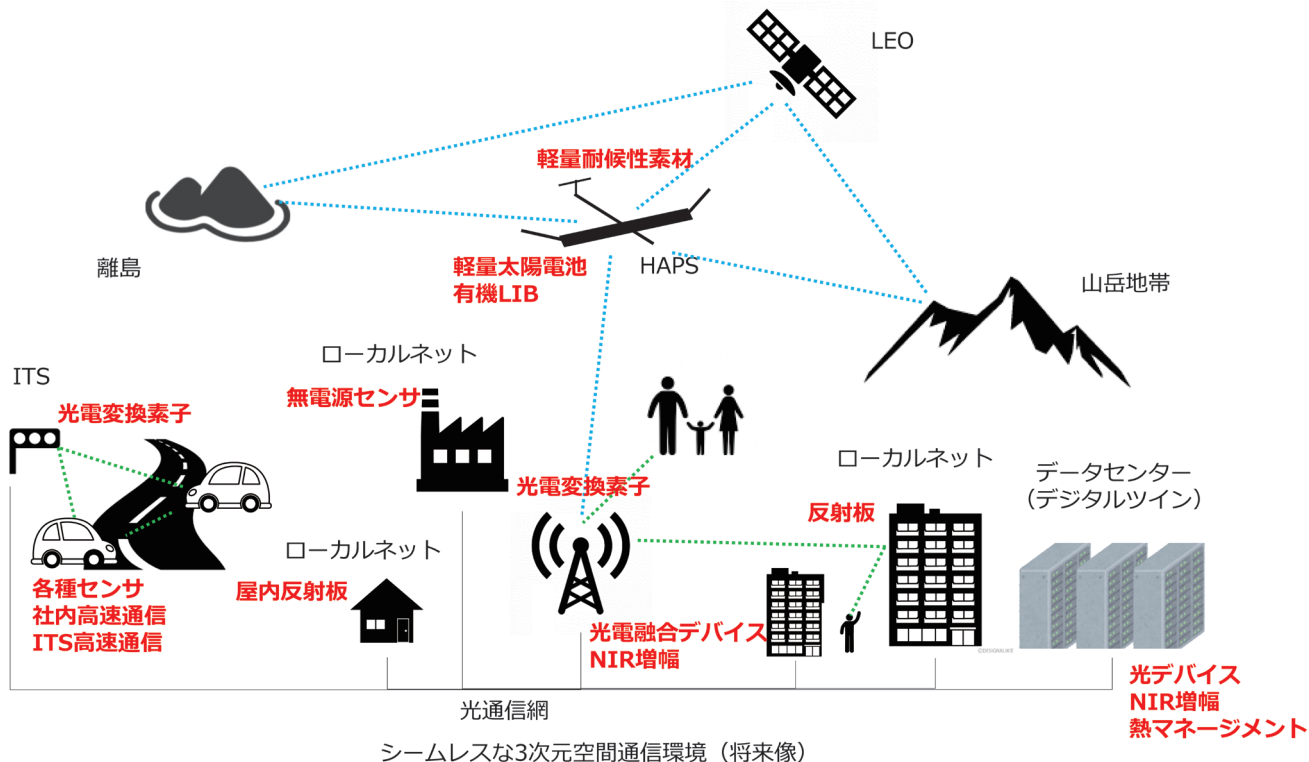 LEO
軽量耐候性素材
離島
軽量太陽電池
有機LIB
HAPS
山岳地帯
ローカルネット
ITS
無電源センサ
光電変換素子
ローカルネット
データセンター
（デジタルツイン）
光電変換素子
反射板
ローカルネット
各種センサ
社内高速通信
ITS高速通信
屋内反射板
光電融合デバイス
NIR増幅
©DESIGNALIKIE
光デバイス
NIR増幅
熱マネージメント
光通信網
シームレスな3次元空間通信環境（将来像）